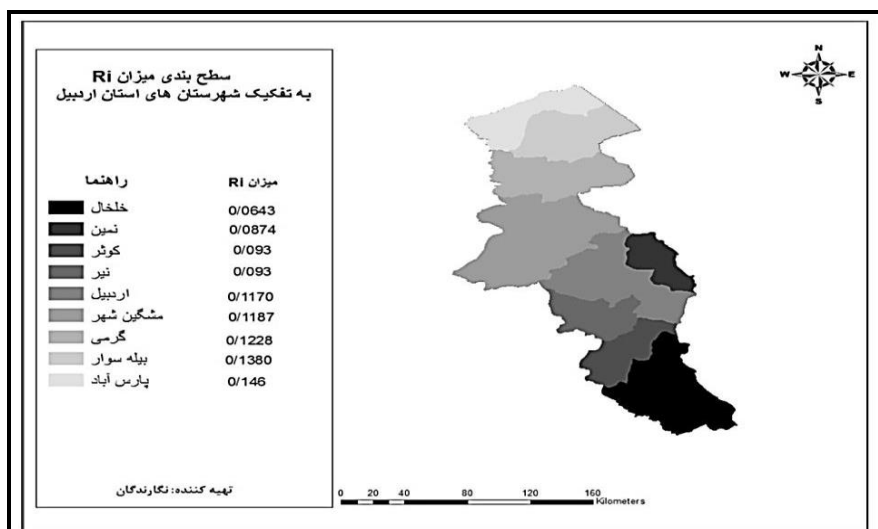 سطح بندی میزان Ri
به تفکیک شهرستان های استان اردبیل
راهنما میزان Ri
خلخال 0/0643
نمین 0/0874
کوثر 0/093
نیر 0/093
اردبیل 0/1170
مشگین شهر 0/1187
گرمی 0/1228
بیله سوار 0/1380
پارس آباد 0/146
تهیه کننده: نگارندگان
N
W E
S
0 20 40 80 120 160
Kilometers